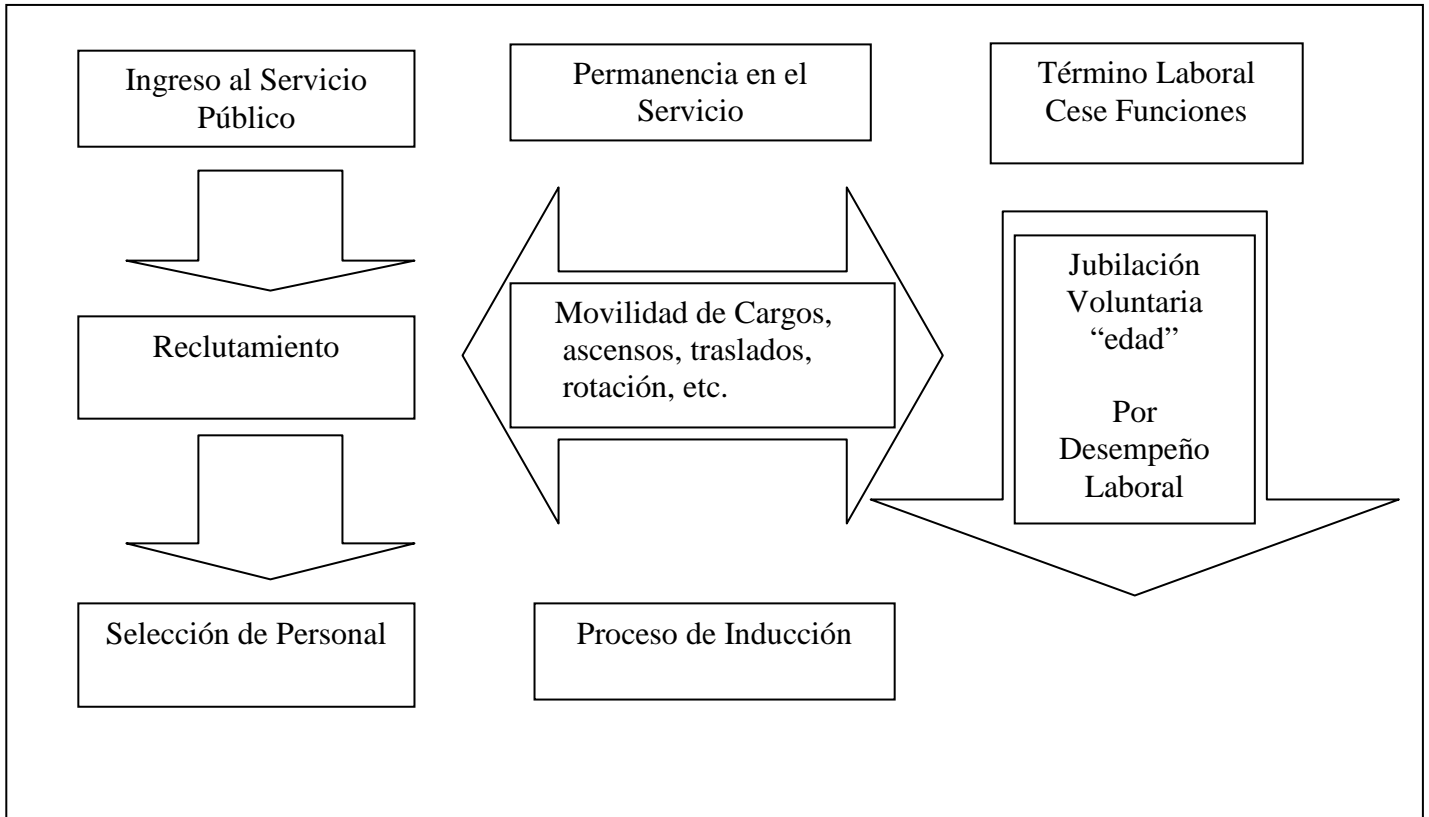 Ingreso al Servicio
Público
Permanencia en el
Servicio
Término Laboral
Cese Funciones
Reclutamiento
Movilidad de Cargos,
ascensos, traslados,
rotación, etc.
Jubilación
Voluntaria
“edad”
Por
Desempeño
Laboral
Selección de Personal
Proceso de Inducción